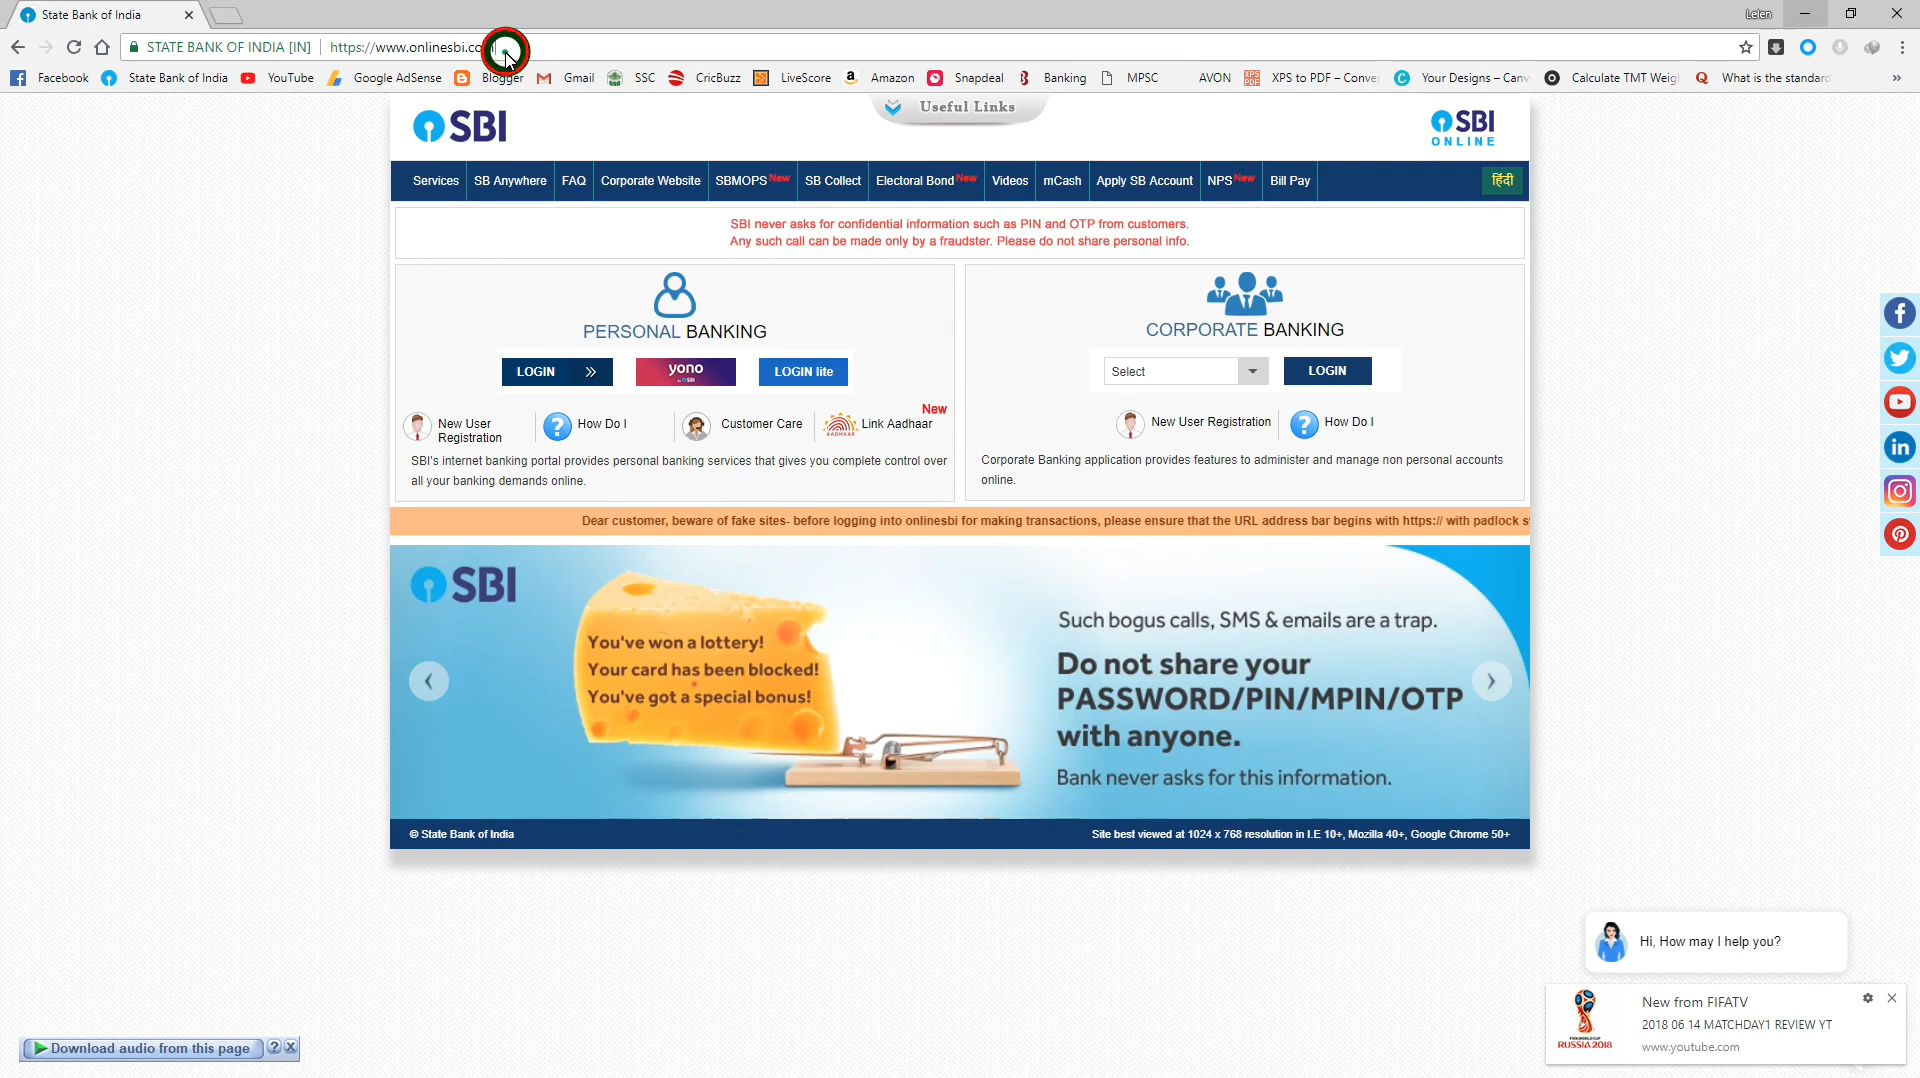 State Bank of India
Lelen
STATE BANK OF INDIA [IN] https://www.onlinesbi.co
Facebook State Bank of India YouTube Google AdSense Blogger Gmail SSC CricBuzz LiveScore Amazon Snapdeal Banking MPSC AVON XPS to PDF – Conver Your Designs – Canv Calculate TMT Weig What is the standard »
Useful Links
SBI
SBI
ONLINE
Services SB Anywhere FAQ Corporate Website SBMOPS New SB Collect Electoral Bond New Videos mCash Apply SB Account NPS New Bill Pay हिंदी
SBI never asks for confidential information such as PIN and OTP from customers.
Any such call can be made only by a fraudster. Please do not share personal info.
PERSONAL BANKING
LOGIN yono LOGIN lite
by SBI
New
New User Registration How Do I Customer Care AADHAAR Link Aadhaar
SBI's internet banking portal provides personal banking services that gives you complete control over
all your banking demands online.
CORPORATE BANKING
Select LOGIN
New User Registration How Do I
Corporate Banking application provides features to administer and manage non personal accounts
online.
Dear customer, beware of fake sites- before logging into onlinesbi for making transactions, please ensure that the URL address bar begins with https:// with padlock s
SBI
You've won a lottery!
Your card has been blocked!
You've got a special bonus!
Such bogus calls, SMS & emails are a trap.
Do not share your
PASSWORD/PIN/MPIN/OTP
with anyone.
Bank never asks for this information.
© State Bank of India Site best viewed at 1024 x 768 resolution in I.E 10+, Mozilla 40+, Google Chrome 50+
Hi, How may I help you?
New from FIFATV
2018 06 14 MATCHDAY1 REVIEW YT
www.youtube.com
RUSSIA 2018
Download audio from this page